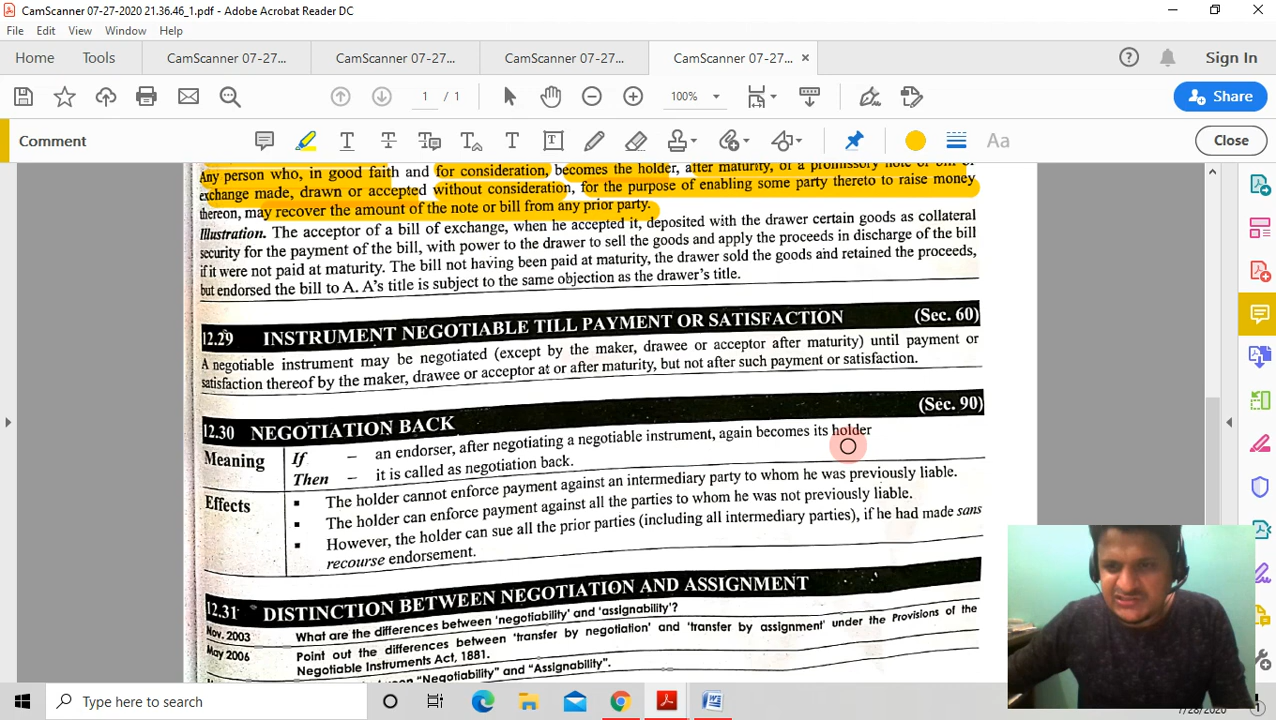 CamScanner 07-27-2020 21.36.46_1.pdf - Adobe Acrobat Reader DC
File Edit View Window Help
Home Tools CamScanner 07-27... CamScanner 07-27... CamScanner 07-27... CamScanner 07-27... Sign In
1 / 1 100% Share
Comment Close
Any person who, in good faith and for consideration, becomes the holder, after maturity, of a promissory note or bill of
exchange made, drawn or accepted without consideration, for the purpose of enabling some party thereto to raise money
thereon, may recover the amount of the note or bill from any prior party.
Illustration. The acceptor of a bill of exchange, when he accepted it, deposited with the drawer certain goods as collateral
security for the payment of the bill, with power to the drawer to sell the goods and apply the proceeds in discharge of the bill
if it were not paid at maturity. The bill not having been paid at maturity, the drawer sold the goods and retained the proceeds,
but endorsed the bill to A. A's title is subject to the same objection as the drawer's title.
12.29 INSTRUMENT NEGOTIABLE TILL PAYMENT OR SATISFACTION (Sec. 60)
A negotiable instrument may be negotiated (except by the maker, drawee or acceptor after maturity) until payment or
satisfaction thereof by the maker, drawee or acceptor at or after maturity, but not after such payment or satisfaction.
12.30 NEGOTIATION BACK (Sec. 90)
Meaning If – an endorser, after negotiating a negotiable instrument, again becomes its holder
Then – it is called as negotiation back.
Effects ▪ The holder cannot enforce payment against an intermediary party to whom he was previously liable.
▪ The holder can enforce payment against all the parties to whom he was not previously liable.
▪ However, the holder can sue all the prior parties (including all intermediary parties), if he had made sans
recourse endorsement.
12.31 DISTINCTION BETWEEN NEGOTIATION AND ASSIGNMENT
Nov. 2003 What are the differences between 'negotiability' and 'assignability'?
May 2006 Point out the differences between 'transfer by negotiation' and 'transfer by assignment' under the Provisions of the
Negotiable Instruments Act, 1881.
"Negotiability" and "Assignability".
Type here to search
7/28/2020